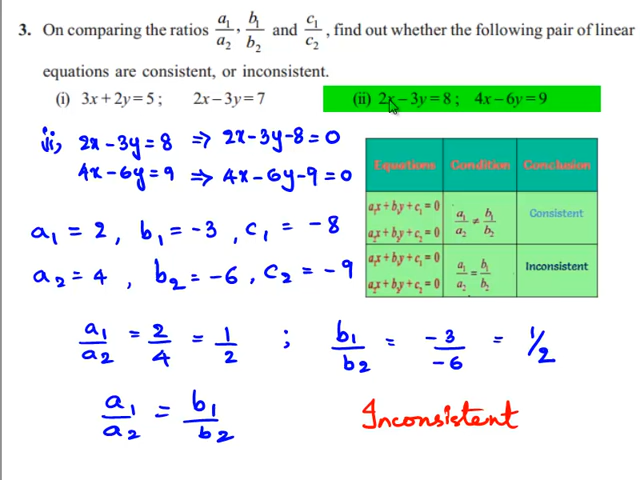 3. On comparing the ratios a₁/a₂, b₁/b₂ and c₁/c₂, find out whether the following pair of linear
equations are consistent, or inconsistent.
(i) 3x + 2y = 5 ; 2x – 3y = 7 (ii) 2x – 3y = 8 ; 4x – 6y = 9
ii, 2x - 3y = 8 ⇒ 2x - 3y - 8 = 0
4x - 6y = 9 ⇒ 4x - 6y - 9 = 0
Equations Condition Conclusion
a₁x + b₁y + c₁ = 0
a₂x + b₂y + c₂ = 0
a₁/a₂ ≠ b₁/b₂ Consistent
a₁x + b₁y + c₁ = 0
a₂x + b₂y + c₂ = 0
a₁/a₂ = b₁/b₂ Inconsistent
a₁ = 2 , b₁ = -3 , c₁ = -8
a₂ = 4 , b₂ = -6 , c₂ = -9
a₁/a₂ = 2/4 = 1/2 ; b₁/b₂ = -3/-6 = 1/2
a₁/a₂ = b₁/b₂ Inconsistent